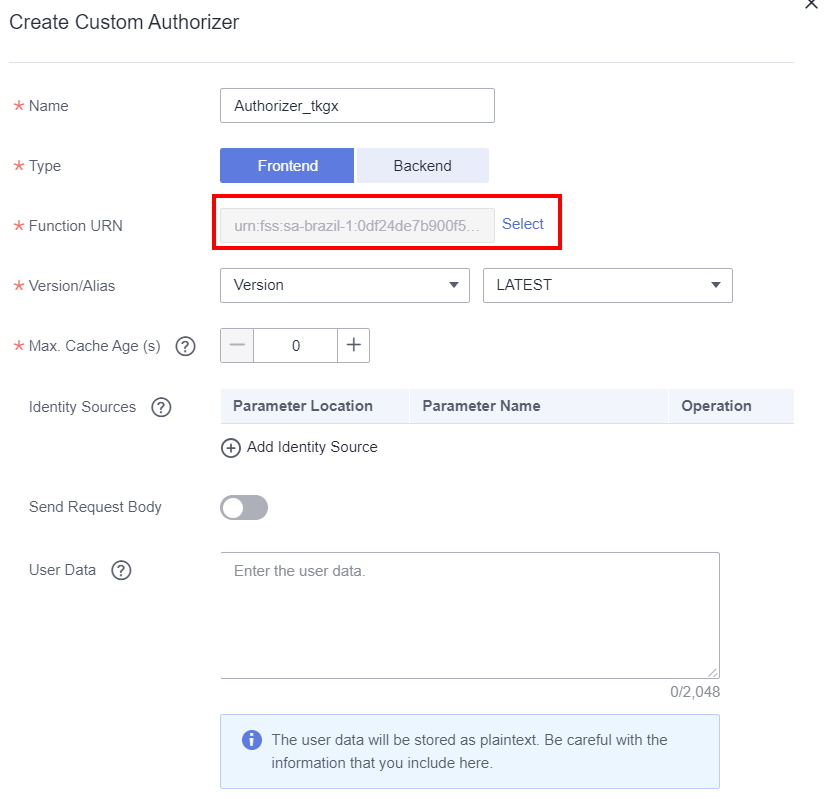 Create Custom Authorizer
* Name
Authorizer_tkgx
* Type
Frontend
Backend
* Function URN
urn:fss:sa-brazil-1:0df24de7b900f5...
Select
* Version/Alias
Version
LATEST
* Max. Cache Age (s) ?
0
Identity Sources ?
Parameter Location
Parameter Name
Operation
Add Identity Source
Send Request Body
User Data ?
Enter the user data.
0/2,048
The user data will be stored as plaintext. Be careful with the
information that you include here.